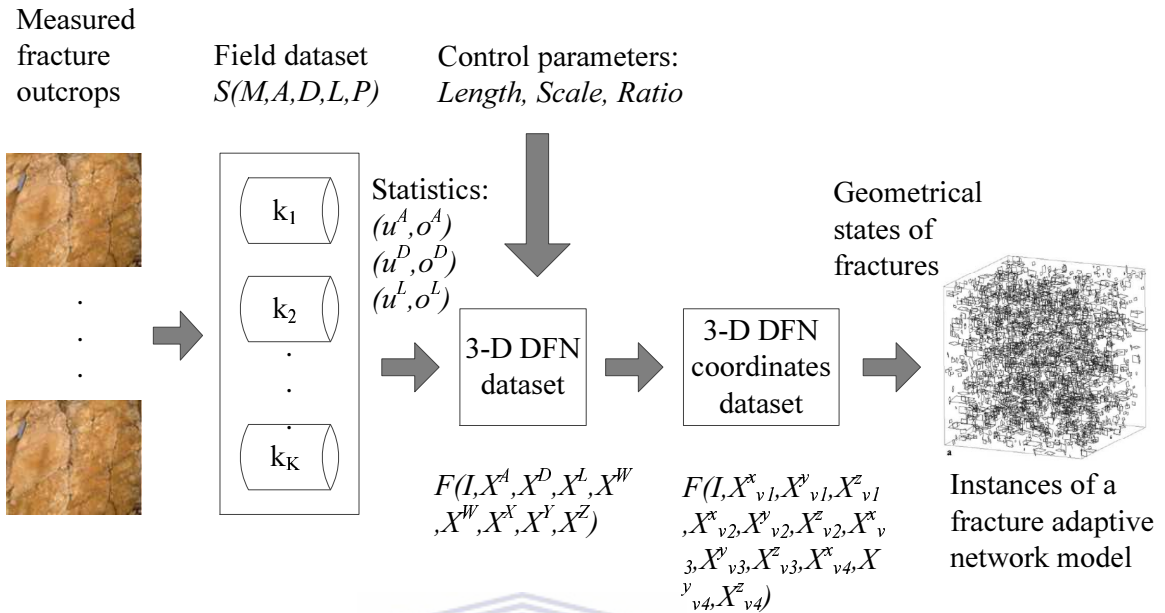 Measured
fracture
outcrops
Field dataset
S(M,A,D,L,P)
Control parameters:
Length, Scale, Ratio
k₁
k₂
k_K
Statistics:
(u^A,o^A)
(u^D,o^D)
(u^L,o^L)
3-D DFN
dataset
F(I,X^A,X^D,X^L,X^W
,X^W,X^X,X^Y,X^Z)
3-D DFN
coordinates
dataset
F(I,X^x_v1,X^y_v1,X^z_v1
,X^x_v2,X^y_v2,X^z_v2,X^x_v
3,X^y_v3,X^z_v3,X^x_v4,X
^y_v4,X^z_v4)
Geometrical
states of
fractures
a
Instances of a
fracture adaptive
network model